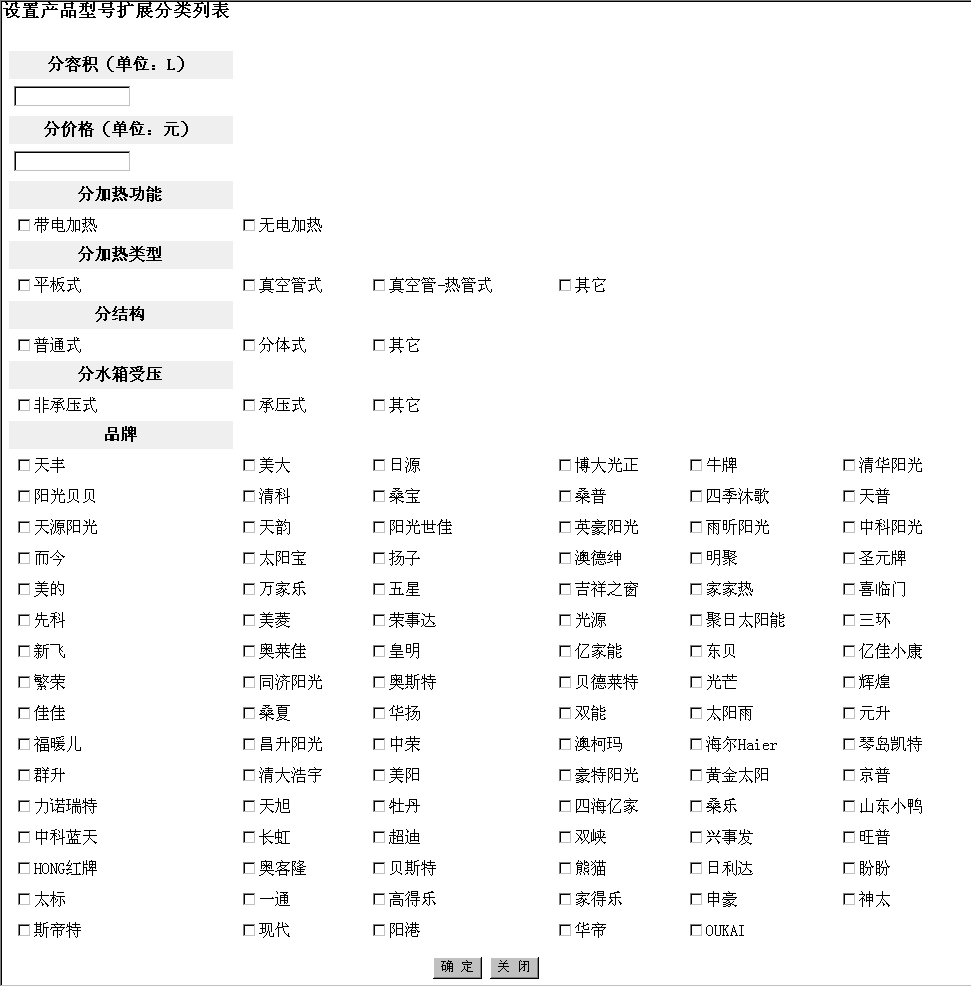 设置产品型号扩展分类列表
分容积（单位：L）
分价格（单位：元）
分加热功能
带电加热 无电加热
分加热类型
平板式 真空管式 真空管-热管式 其它
分结构
普通式 分体式 其它
分水箱受压
非承压式 承压式 其它
品牌
天丰 美大 日源 博大光正 牛牌 清华阳光
阳光贝贝 清科 桑宝 桑普 四季沐歌 天普
天源阳光 天韵 阳光世佳 英豪阳光 雨昕阳光 中科阳光
而今 太阳宝 扬子 澳德绅 明聚 圣元牌
美的 万家乐 五星 吉祥之窗 家家热 喜临门
先科 美菱 荣事达 光源 聚日太阳能 三环
新飞 奥莱佳 皇明 亿家能 东贝 亿佳小康
繁荣 同济阳光 奥斯特 贝德莱特 光芒 辉煌
佳佳 桑夏 华扬 双能 太阳雨 元升
福暖儿 昌升阳光 中荣 澳柯玛 海尔Haier 琴岛凯特
群升 清大浩宇 美阳 豪特阳光 黄金太阳 京普
力诺瑞特 天旭 牡丹 四海亿家 桑乐 山东小鸭
中科蓝天 长虹 超迪 双峡 兴事发 旺普
HONG红牌 奥客隆 贝斯特 熊猫 日利达 盼盼
太标 一通 高得乐 家得乐 申豪 神太
斯帝特 现代 阳港 华帝 OUKAI
确 定 关 闭